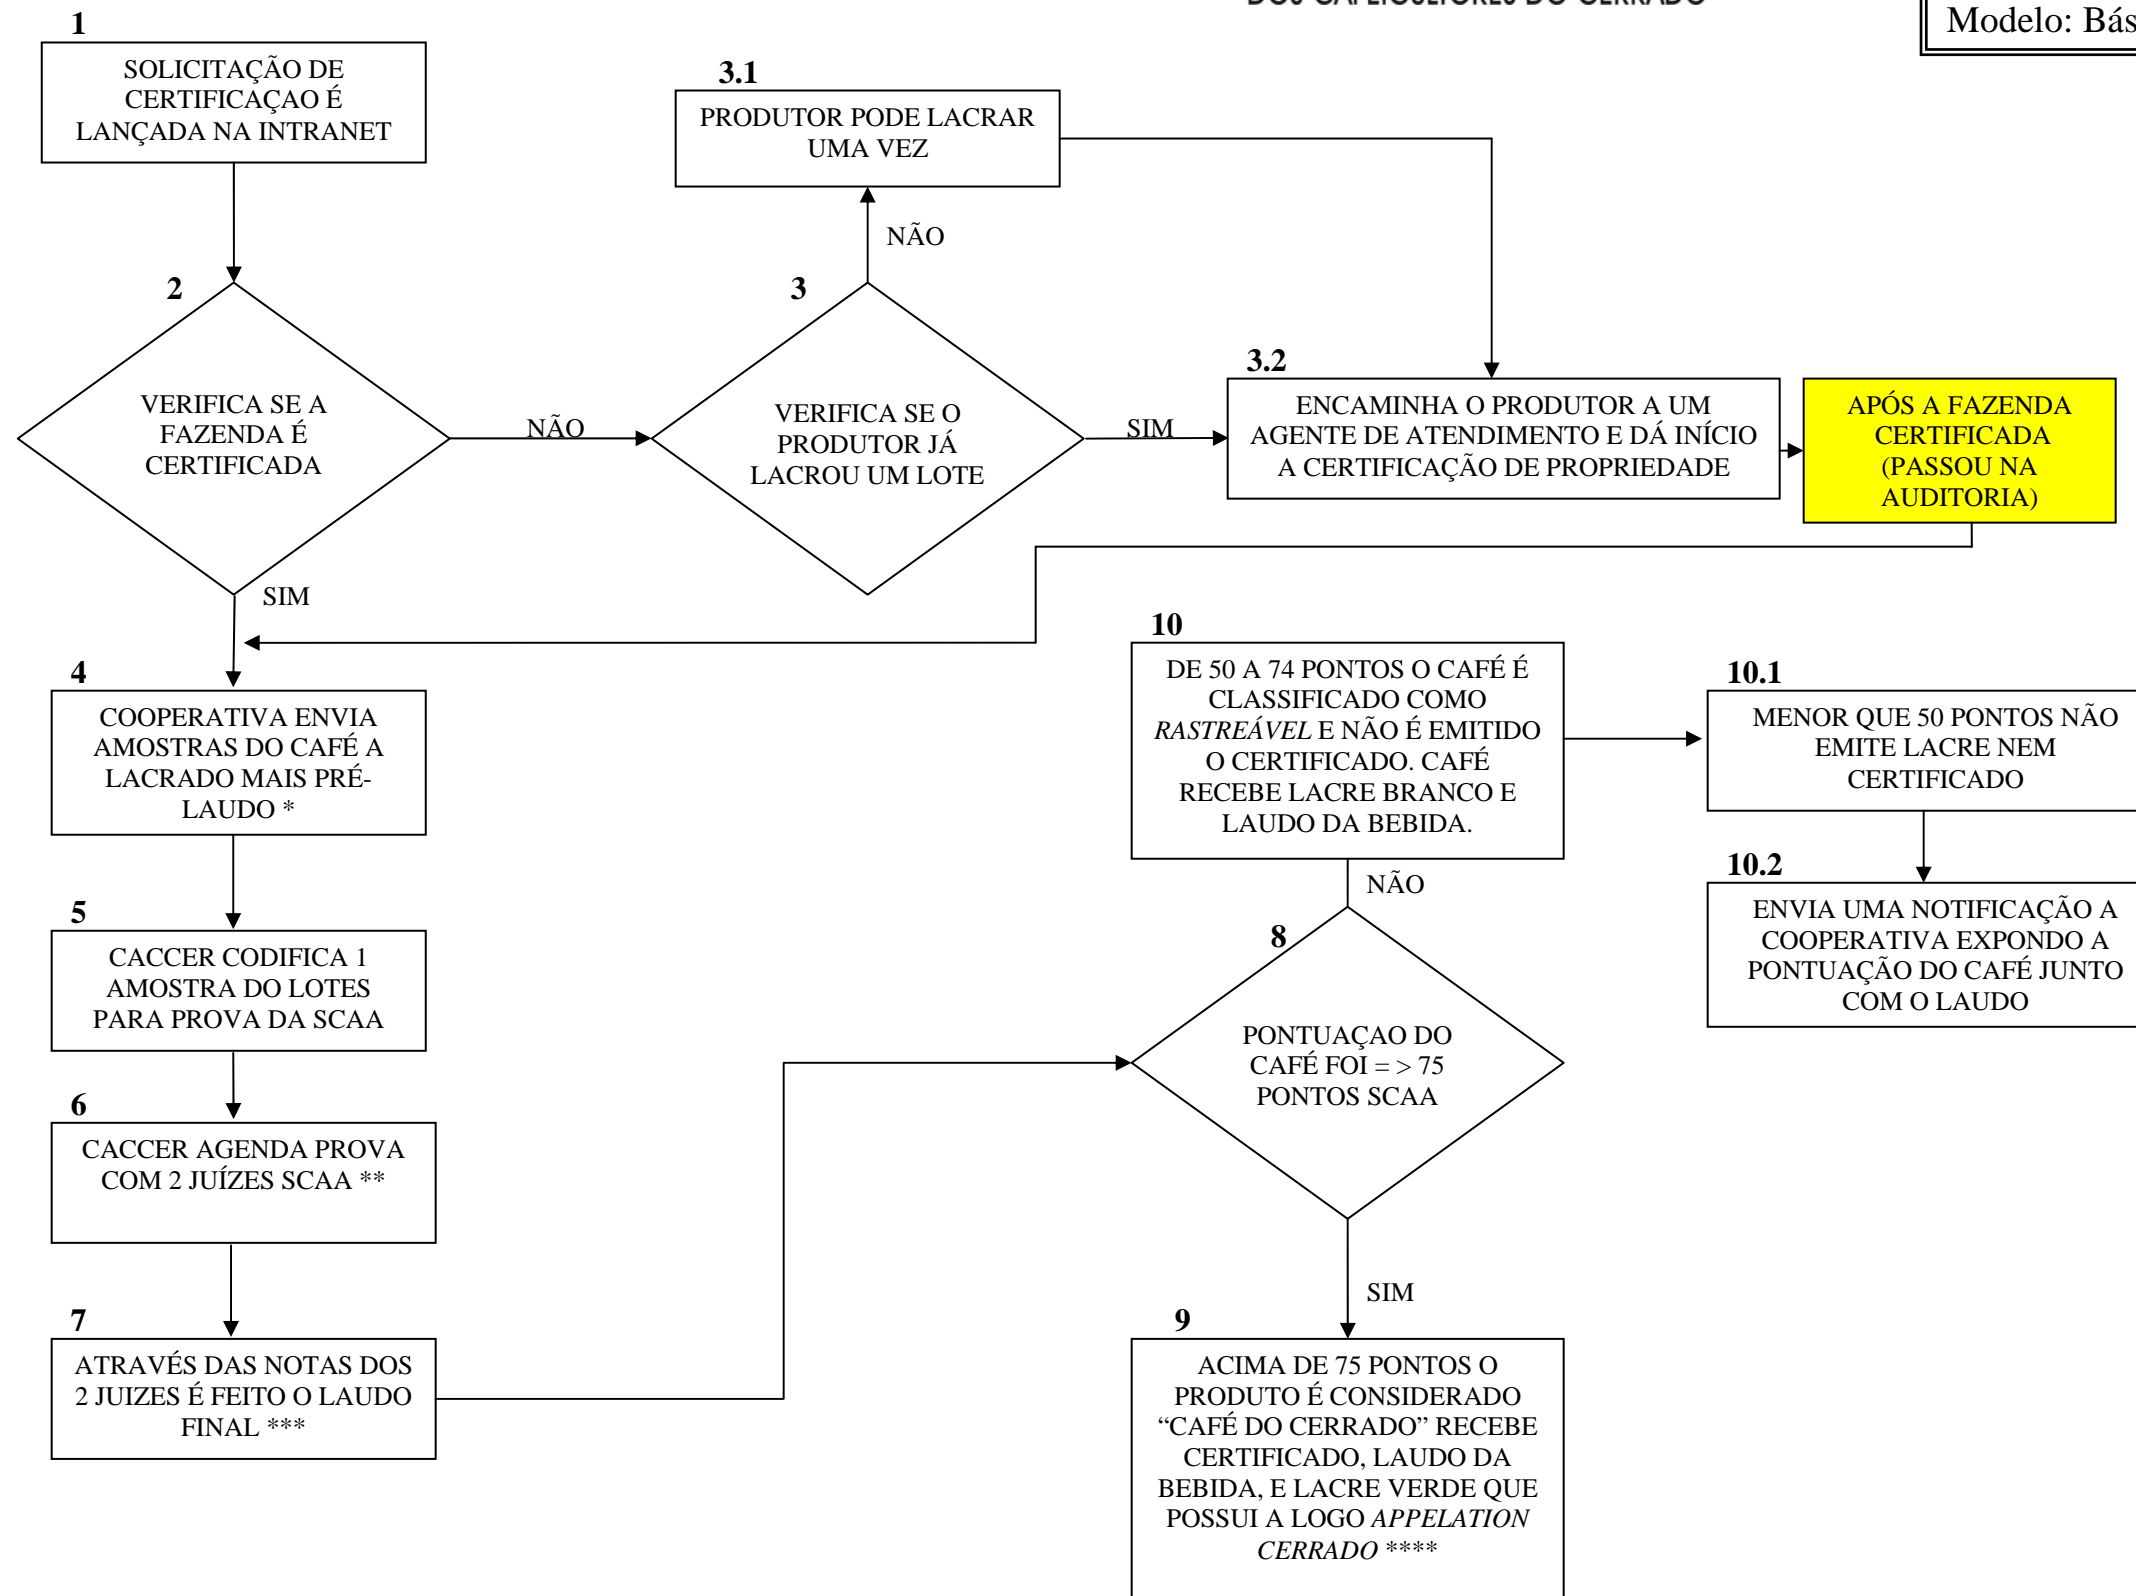 DOS CAFEICULTORES DO CERRADO
Modelo: Bás
1
SOLICITAÇÃO DE
CERTIFICAÇAO É
LANÇADA NA INTRANET
3.1
PRODUTOR PODE LACRAR
UMA VEZ
NÃO
2
VERIFICA SE A
FAZENDA É
CERTIFICADA
NÃO
SIM
3
VERIFICA SE O
PRODUTOR JÁ
LACROU UM LOTE
SIM
3.2
ENCAMINHA O PRODUTOR A UM
AGENTE DE ATENDIMENTO E DÁ INÍCIO
A CERTIFICAÇÃO DE PROPRIEDADE
APÓS A FAZENDA
CERTIFICADA
(PASSOU NA
AUDITORIA)
4
COOPERATIVA ENVIA
AMOSTRAS DO CAFÉ A
LACRADO MAIS PRÉ-
LAUDO *
5
CACCER CODIFICA 1
AMOSTRA DO LOTES
PARA PROVA DA SCAA
6
CACCER AGENDA PROVA
COM 2 JUÍZES SCAA **
7
ATRAVÉS DAS NOTAS DOS
2 JUIZES É FEITO O LAUDO
FINAL ***
10
DE 50 A 74 PONTOS O CAFÉ É
CLASSIFICADO COMO
RASTREÁVEL E NÃO É EMITIDO
O CERTIFICADO. CAFÉ
RECEBE LACRE BRANCO E
LAUDO DA BEBIDA.
NÃO
10.1
MENOR QUE 50 PONTOS NÃO
EMITE LACRE NEM
CERTIFICADO
10.2
ENVIA UMA NOTIFICAÇÃO A
COOPERATIVA EXPONDO A
PONTUAÇÃO DO CAFÉ JUNTO
COM O LAUDO
8
PONTUAÇAO DO
CAFÉ FOI = > 75
PONTOS SCAA
SIM
9
ACIMA DE 75 PONTOS O
PRODUTO É CONSIDERADO
“CAFÉ DO CERRADO” RECEBE
CERTIFICADO, LAUDO DA
BEBIDA, E LACRE VERDE QUE
POSSUI A LOGO APPELATION
CERRADO ****